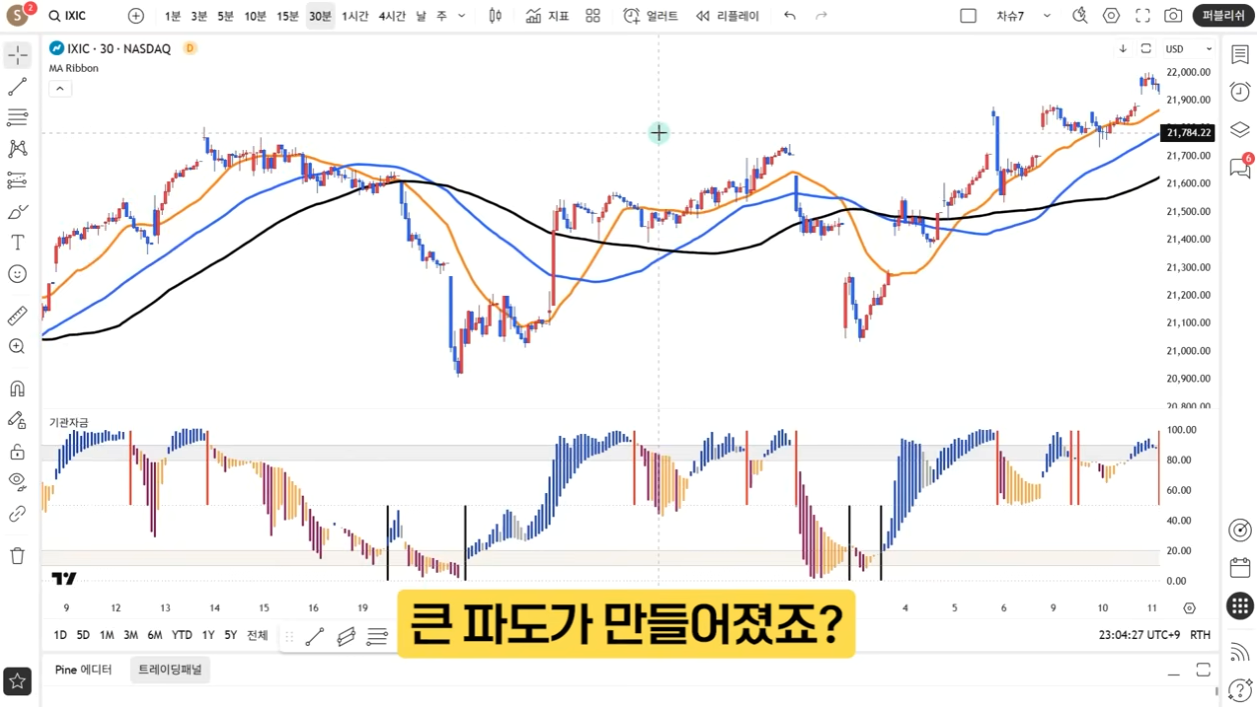 S 2 IXIC 1분 3분 5분 10분 15분 30분 1시간 4시간 날 주 지표 얼러트 리플레이 차슈7 퍼블리쉬
IXIC · 30 · NASDAQ D
USD
MA Ribbon
22,000.00
21,900.00
21,784.22
21,700.00
21,600.00
21,500.00
21,400.00
21,300.00
21,200.00
21,100.00
21,000.00
20,900.00
20,800.00
6
기관자금
100.00
80.00
60.00
40.00
20.00
0.00
9 12 13 14 15 16 19 4 5 6 9 10 11
큰 파도가 만들어졌죠?
1D 5D 1M 3M 6M YTD 1Y 5Y 전체
23:04:27 UTC+9 RTH
Pine 에디터 트레이딩패널